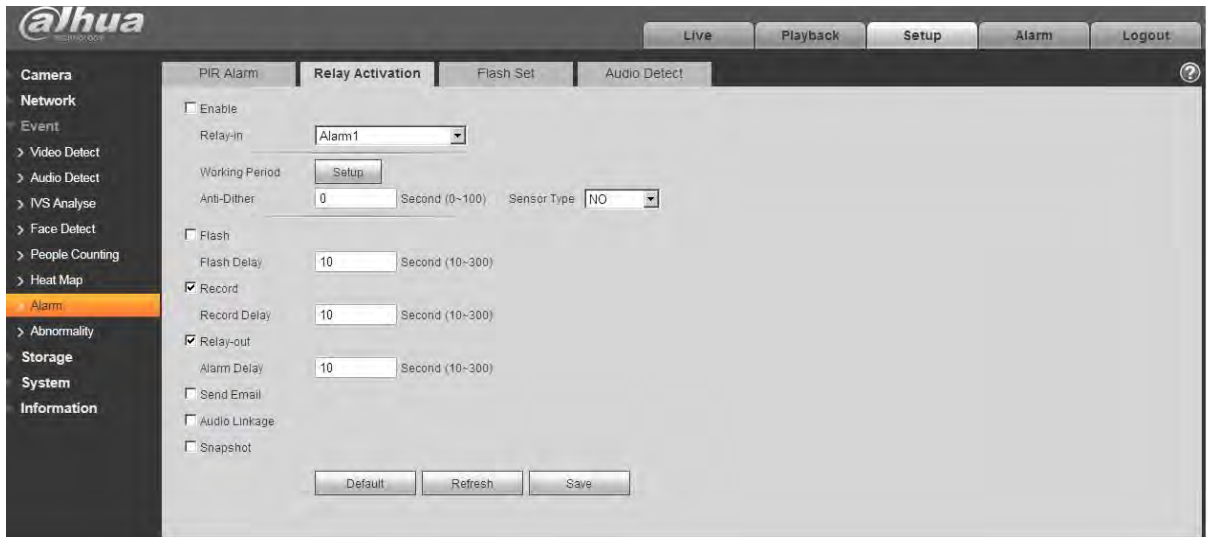 alhua
TECHNOLOGY
Live Playback Setup Alarm Logout
Camera
Network
Event
Video Detect
Audio Detect
IVS Analyse
Face Detect
People Counting
Heat Map
Alarm
Abnormality
Storage
System
Information
PIR Alarm Relay Activation Flash Set Audio Detect ?
Enable
Relay-in Alarm1
Working Period Setup
Anti-Dither 0 Second (0~100) Sensor Type NO
Flash
Flash Delay 10 Second (10~300)
Record
Record Delay 10 Second (10~300)
Relay-out
Alarm Delay 10 Second (10~300)
Send Email
Audio Linkage
Snapshot
Default Refresh Save